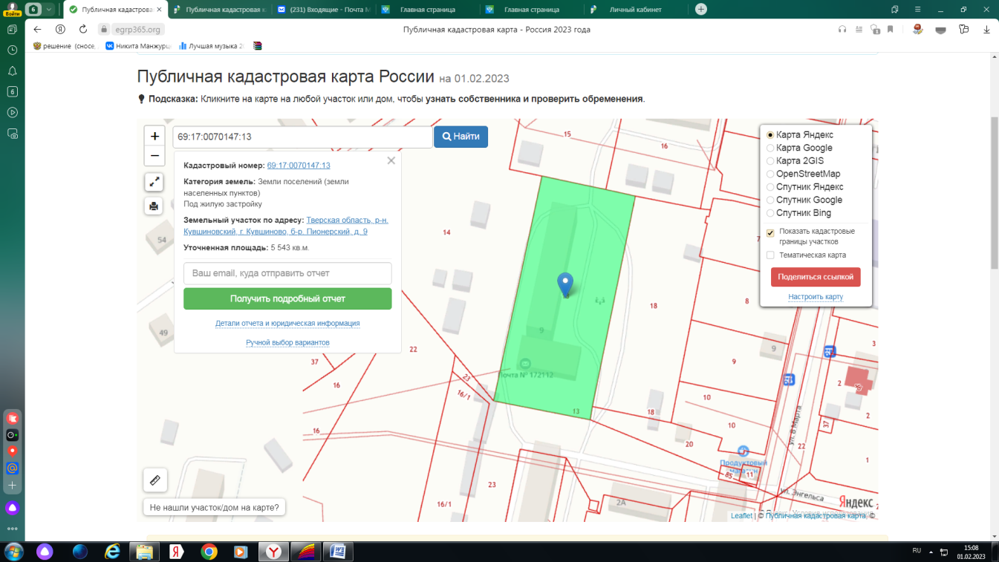 Войти
6
Публичная кадастрова
Публичная кадастровая к
(231) Входящие - Почта М
Главная страница
Главная страница
Личный кабинет
egrp365.org
Публичная кадастровая карта - Россия 2023 года
решение (сносе,
Никита Манжурц
Лучшая музыка 20
6
Публичная кадастровая карта России на 01.02.2023
Подсказка: Кликните на карте на любой участок или дом, чтобы узнать собственника и проверить обременения.
+
−
69:17:0070147:13
Найти
Кадастровый номер: 69:17:0070147:13
Категория земель: Земли поселений (земли
населенных пунктов)
Под жилую застройку
Земельный участок по адресу: Тверская область, р-н.
Кувшиновский, г. Кувшиново, б-р. Пионерский, д. 9
Уточненная площадь: 5 543 кв.м.
Ваш email, куда отправить отчет
Получить подробный отчет
Детали отчета и юридическая информация
Ручной выбор вариантов
Карта Яндекс
Карта Google
Карта 2GIS
OpenStreetMap
Спутник Яндекс
Спутник Google
Спутник Bing
Показать кадастровые
границы участков
Тематическая карта
Поделиться ссылкой
Настроить карту
15
16
14
54
49
7
8
18
9
9
9
3
22
37
16
23
16/1
Почта № 172112
2
10
13
18
10
2
37
16
20
22
ул. 8 Марта
1
Продуктовый
магазин
85
11
23
ул. Энгельса
16/1
2А
Яндекс
Не нашли участок/дом на карте?
Leaflet | © Публичная кадастровая карта, ©
RU
15:08
01.02.2023